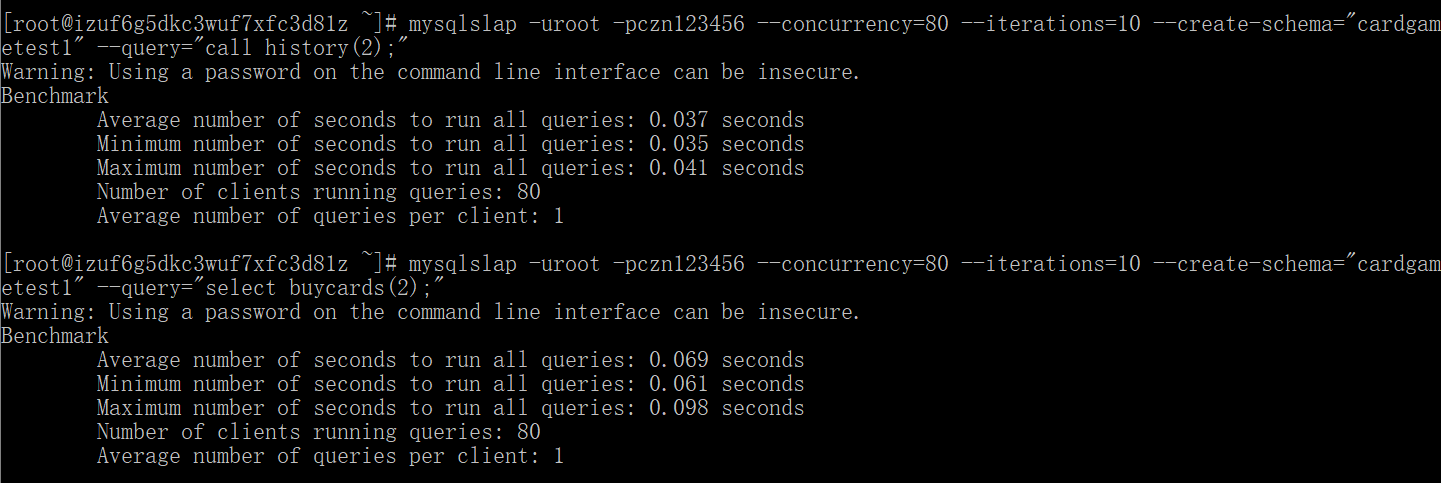 [root@izuf6g5dkc3wuf7xfc3d81z ~]# mysqlslap -uroot -pczn123456 --concurrency=80 --iterations=10 --create-schema="cardgam
etest1" --query="call history(2);"
Warning: Using a password on the command line interface can be insecure.
Benchmark
        Average number of seconds to run all queries: 0.037 seconds
        Minimum number of seconds to run all queries: 0.035 seconds
        Maximum number of seconds to run all queries: 0.041 seconds
        Number of clients running queries: 80
        Average number of queries per client: 1

[root@izuf6g5dkc3wuf7xfc3d81z ~]# mysqlslap -uroot -pczn123456 --concurrency=80 --iterations=10 --create-schema="cardgam
etest1" --query="select buycards(2);"
Warning: Using a password on the command line interface can be insecure.
Benchmark
        Average number of seconds to run all queries: 0.069 seconds
        Minimum number of seconds to run all queries: 0.061 seconds
        Maximum number of seconds to run all queries: 0.098 seconds
        Number of clients running queries: 80
        Average number of queries per client: 1